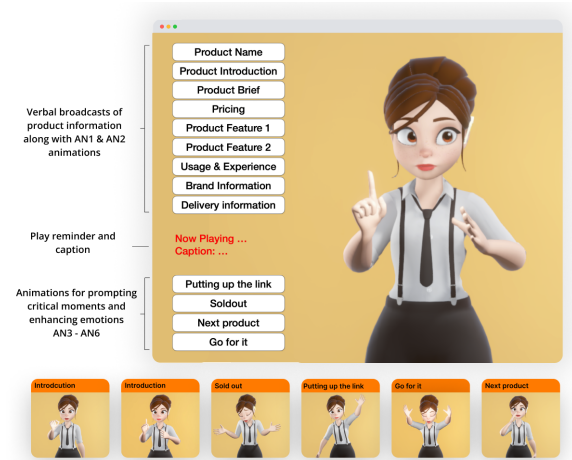 Product Name
Product Introduction
Product Brief
Pricing
Product Feature 1
Product Feature 2
Usage & Experience
Brand Information
Delivery information
Verbal broadcasts of
product information
along with AN1 & AN2
animations
Play reminder and
caption
Now Playing ...
Caption: ...
Animations for prompting
critical moments and
enhancing emotions
AN3 - AN6
Putting up the link
Soldout
Next product
Go for it
Introdcution
Introduction
Sold out
Putting up the link
Go for it
Next product